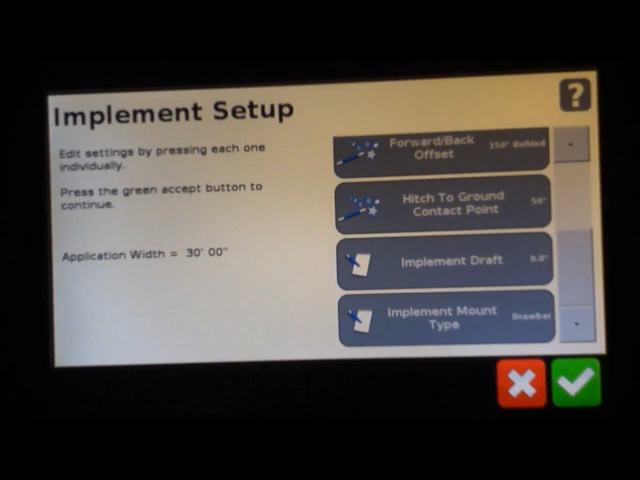 Implement Setup
?
Edit settings by pressing each one
individually.
Press the green accept button to
continue.
Application Width = 30' 00"
Forward/Back
Offset
150" Behind
Hitch To Ground
Contact Point
50"
Implement Draft
0.0"
Implement Mount
Type
Drawbar